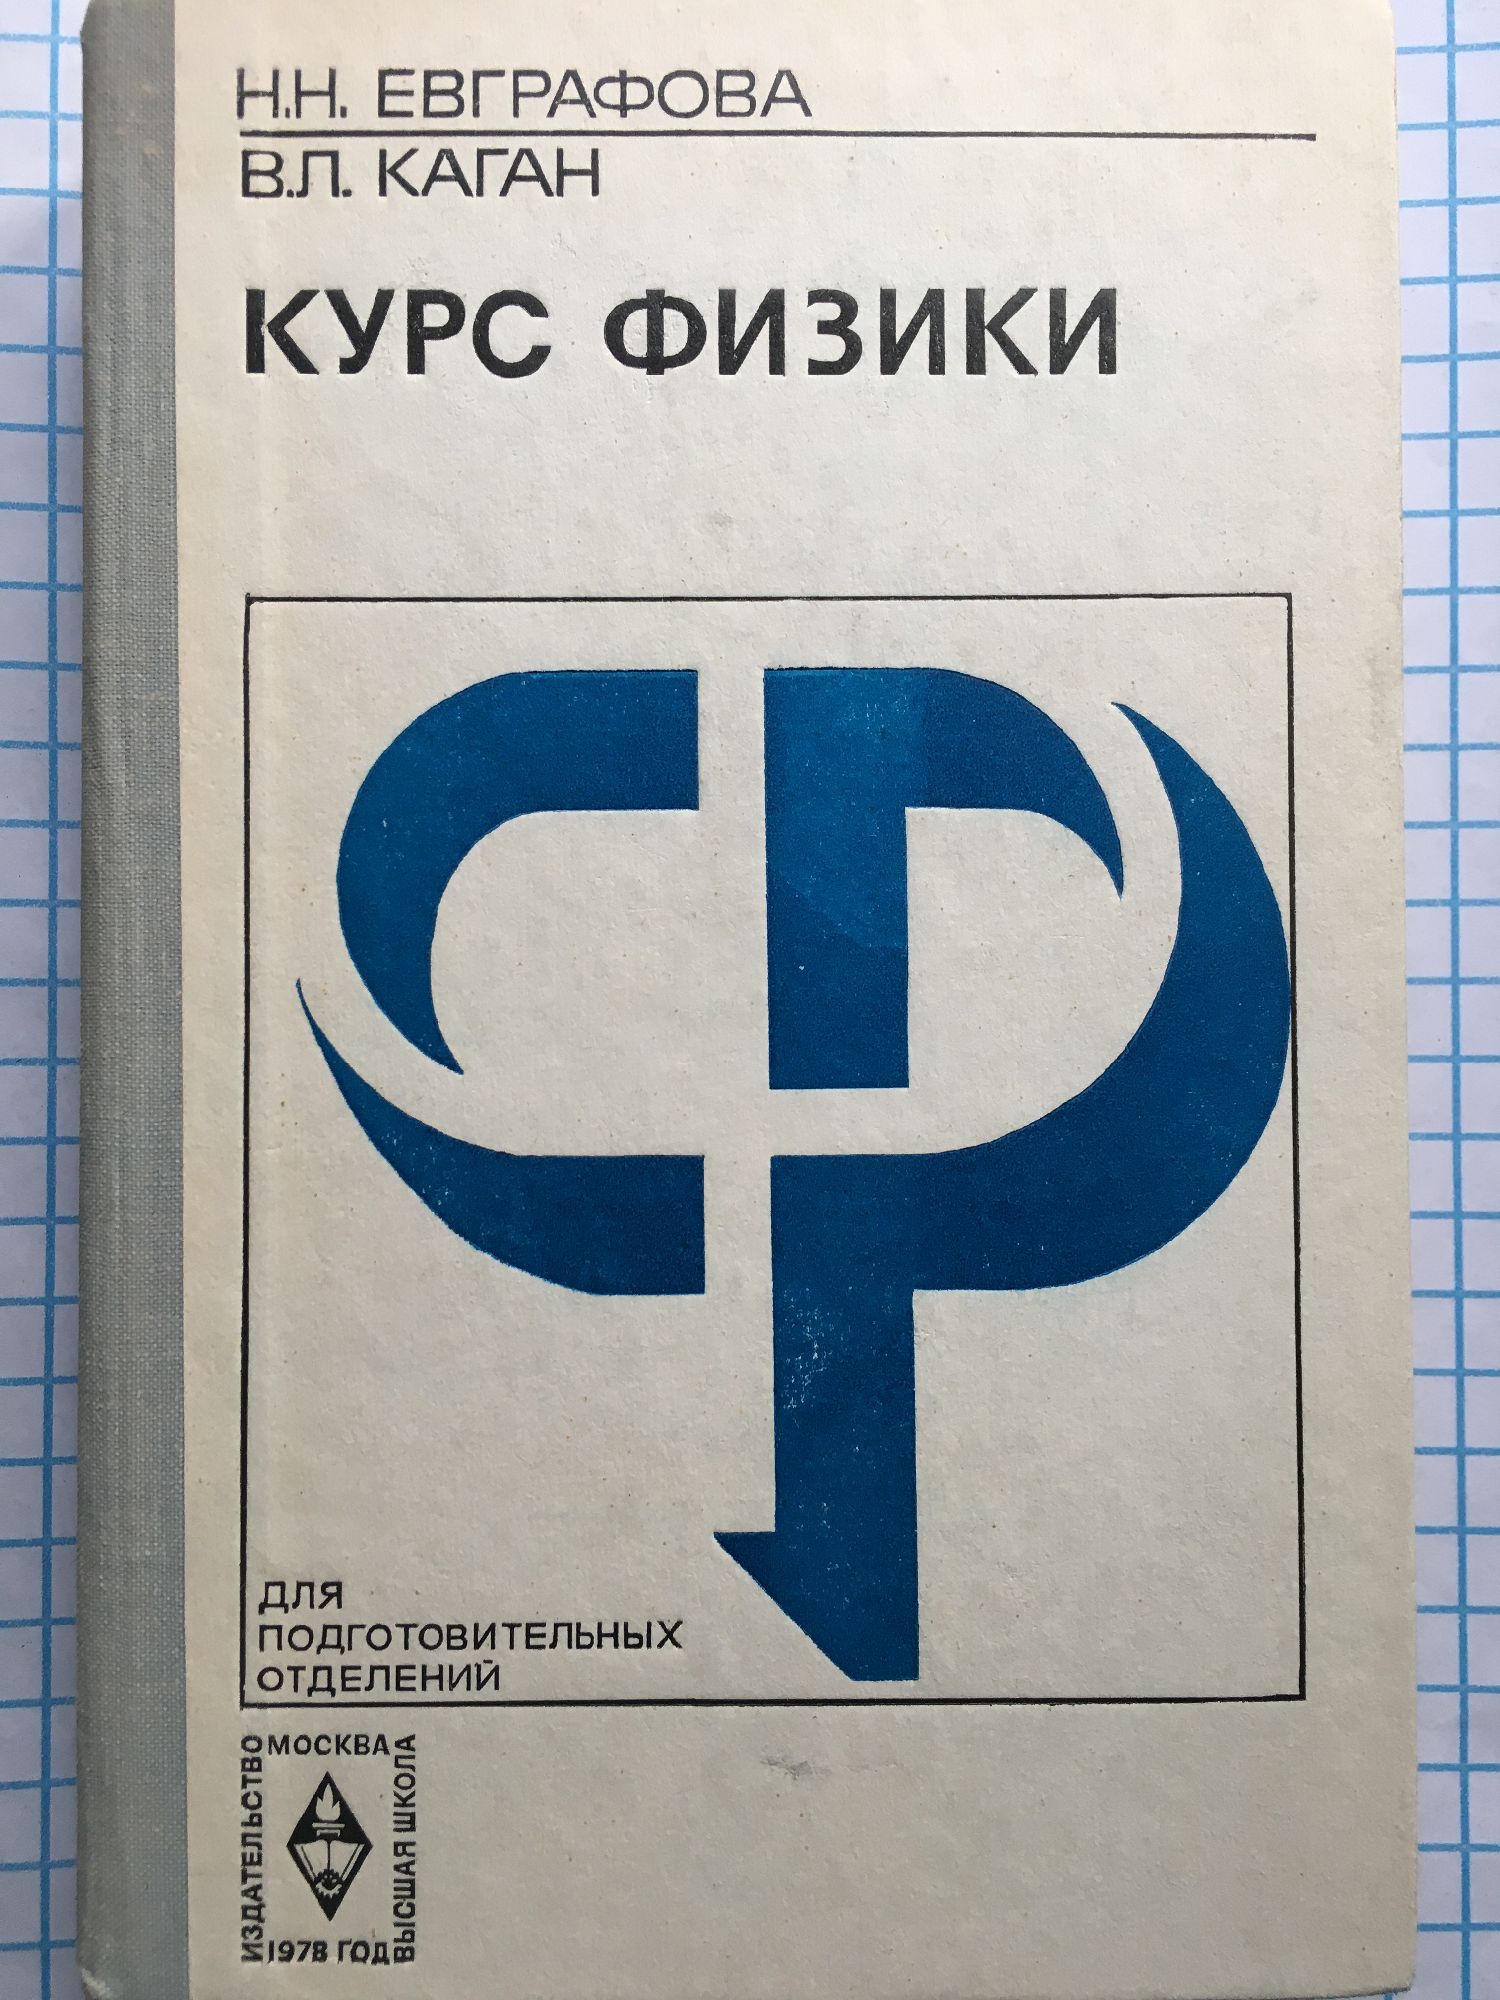 Н.Н. ЕВГРАФОВА
В.Л. КАГАН
КУРС ФИЗИКИ
ДЛЯ
ПОДГОТОВИТЕЛЬНЫХ
ОТДЕЛЕНИЙ
ИЗДАТЕЛЬСТВО
МОСКВА
ВЫСШАЯ ШКОЛА
1978 ГОД